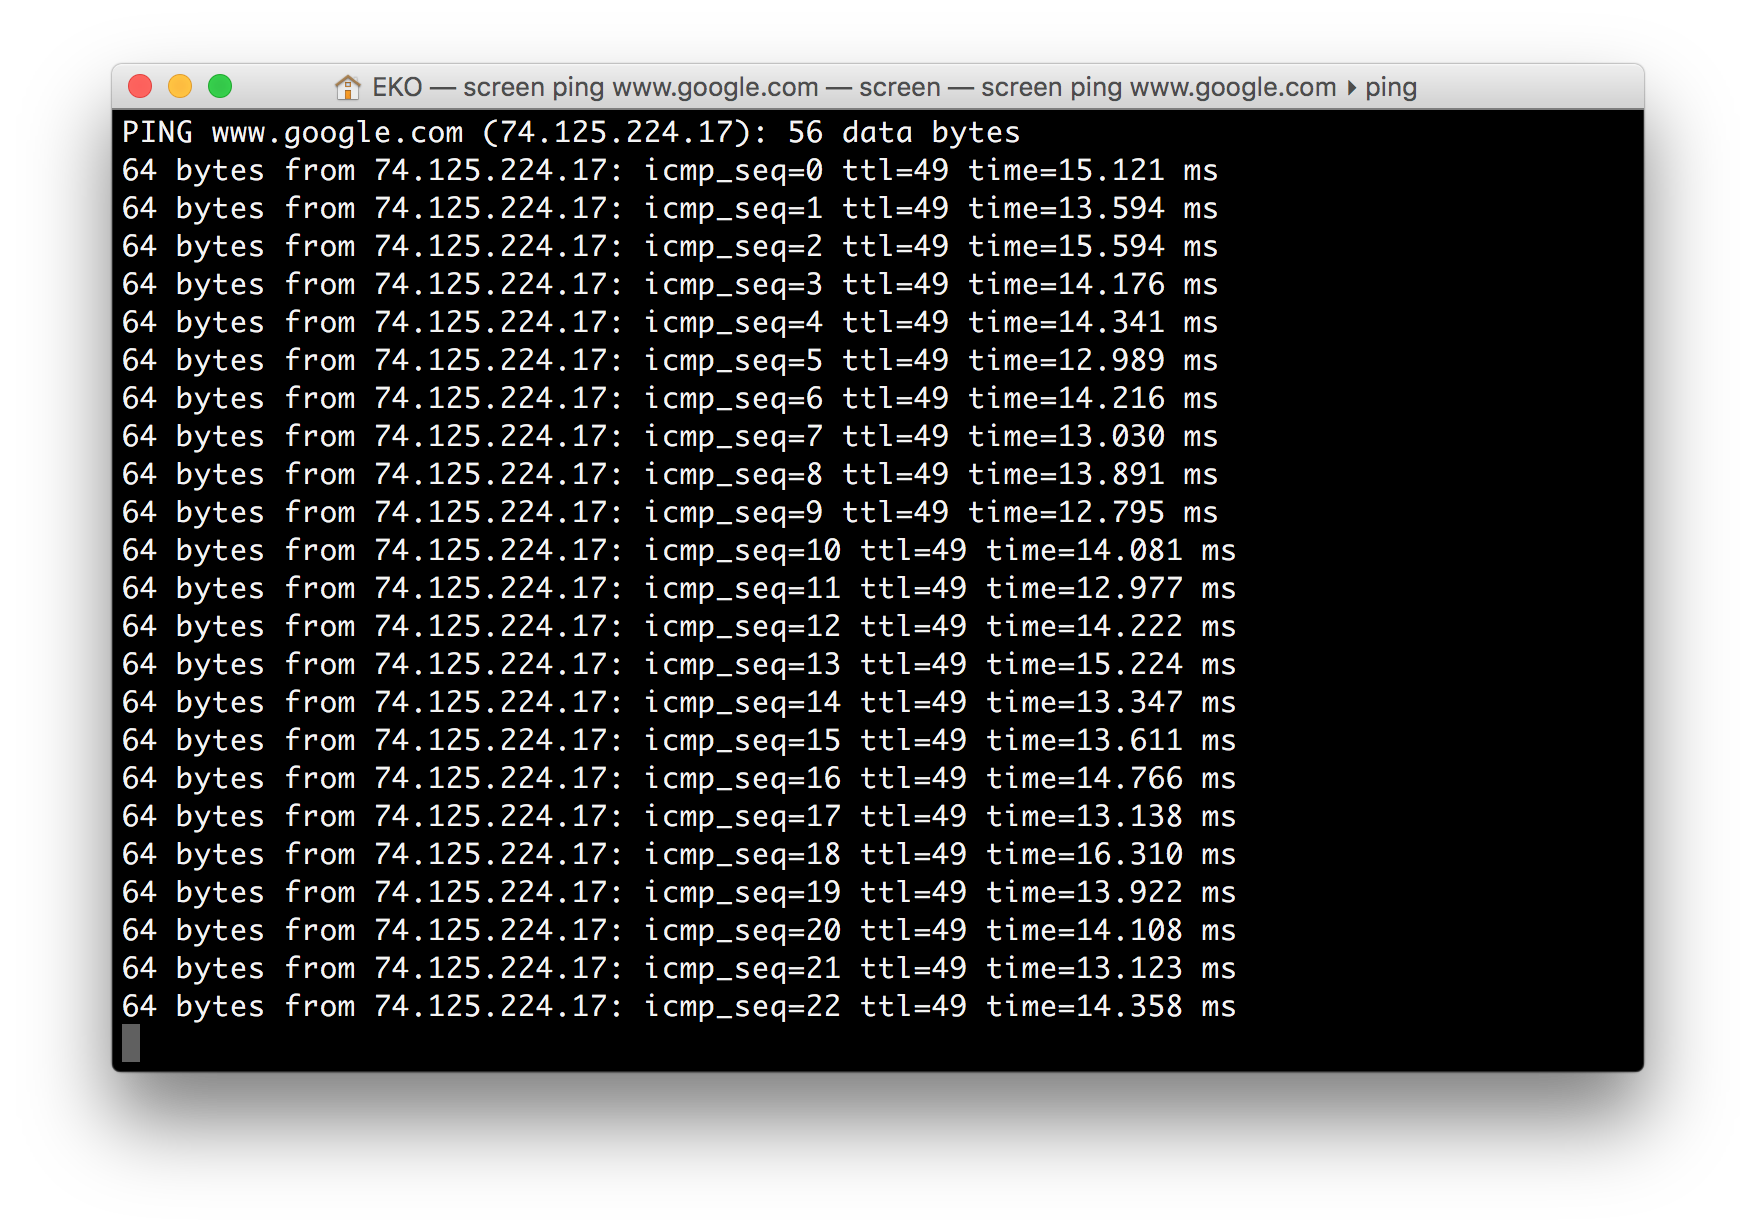 EKO — screen ping www.google.com — screen — screen ping www.google.com ▸ ping
PING www.google.com (74.125.224.17): 56 data bytes
64 bytes from 74.125.224.17: icmp_seq=0 ttl=49 time=15.121 ms
64 bytes from 74.125.224.17: icmp_seq=1 ttl=49 time=13.594 ms
64 bytes from 74.125.224.17: icmp_seq=2 ttl=49 time=15.594 ms
64 bytes from 74.125.224.17: icmp_seq=3 ttl=49 time=14.176 ms
64 bytes from 74.125.224.17: icmp_seq=4 ttl=49 time=14.341 ms
64 bytes from 74.125.224.17: icmp_seq=5 ttl=49 time=12.989 ms
64 bytes from 74.125.224.17: icmp_seq=6 ttl=49 time=14.216 ms
64 bytes from 74.125.224.17: icmp_seq=7 ttl=49 time=13.030 ms
64 bytes from 74.125.224.17: icmp_seq=8 ttl=49 time=13.891 ms
64 bytes from 74.125.224.17: icmp_seq=9 ttl=49 time=12.795 ms
64 bytes from 74.125.224.17: icmp_seq=10 ttl=49 time=14.081 ms
64 bytes from 74.125.224.17: icmp_seq=11 ttl=49 time=12.977 ms
64 bytes from 74.125.224.17: icmp_seq=12 ttl=49 time=14.222 ms
64 bytes from 74.125.224.17: icmp_seq=13 ttl=49 time=15.224 ms
64 bytes from 74.125.224.17: icmp_seq=14 ttl=49 time=13.347 ms
64 bytes from 74.125.224.17: icmp_seq=15 ttl=49 time=13.611 ms
64 bytes from 74.125.224.17: icmp_seq=16 ttl=49 time=14.766 ms
64 bytes from 74.125.224.17: icmp_seq=17 ttl=49 time=13.138 ms
64 bytes from 74.125.224.17: icmp_seq=18 ttl=49 time=16.310 ms
64 bytes from 74.125.224.17: icmp_seq=19 ttl=49 time=13.922 ms
64 bytes from 74.125.224.17: icmp_seq=20 ttl=49 time=14.108 ms
64 bytes from 74.125.224.17: icmp_seq=21 ttl=49 time=13.123 ms
64 bytes from 74.125.224.17: icmp_seq=22 ttl=49 time=14.358 ms